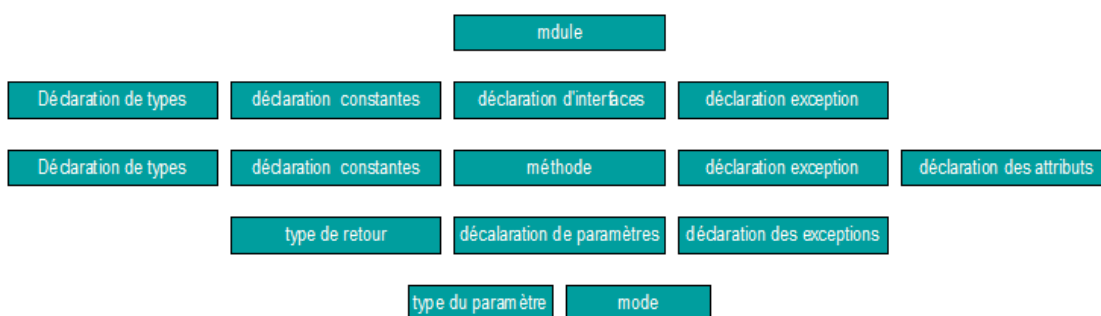 mdule
Déclaration de types déclaration constantes déclaration d'interfaces déclaration exception
Déclaration de types déclaration constantes méthode déclaration exception déclaration des attributs
type de retour décalaration de paramètres déclaration des exceptions
type du paramètre mode